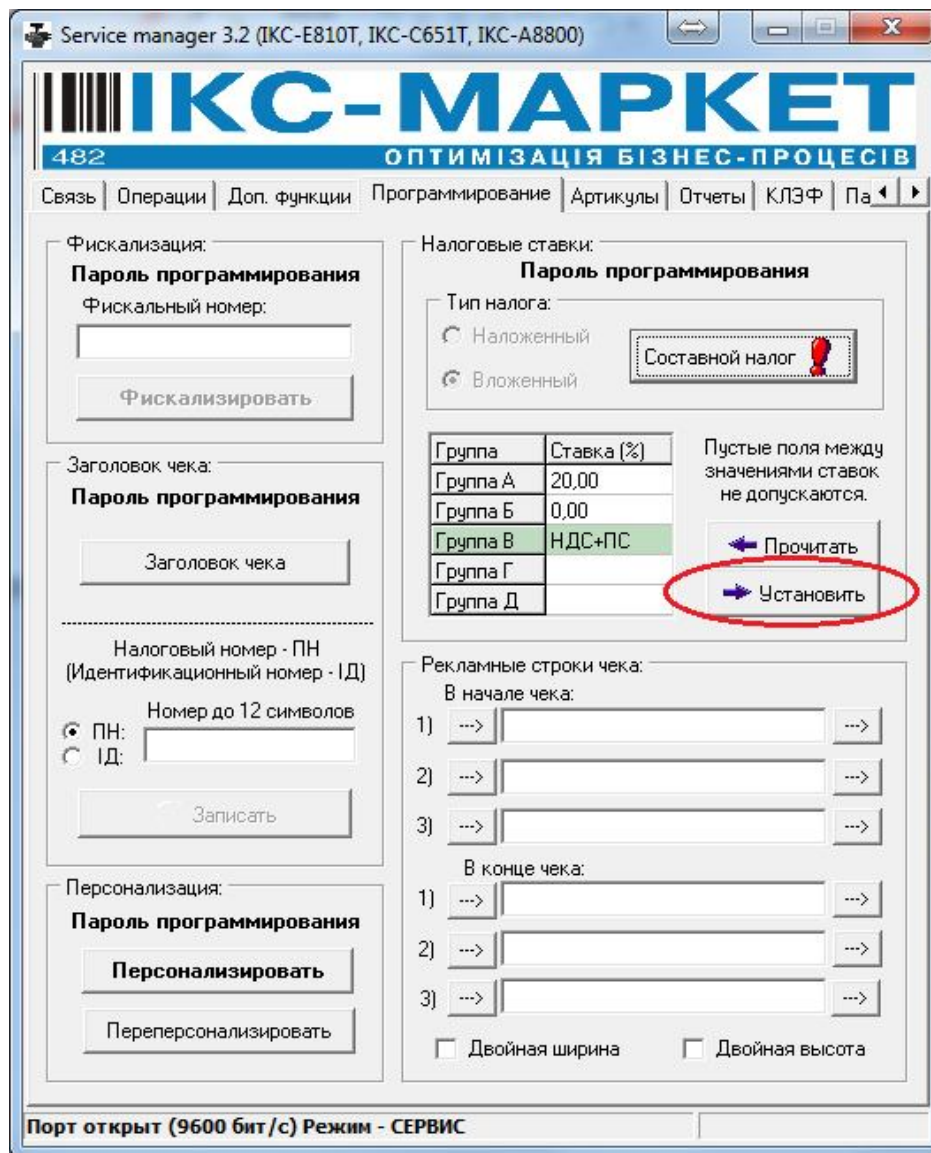 Service manager 3.2 (IKC-E810T, IKC-C651T, IKC-A8800)
ІКС-МАРКЕТ
482
ОПТИМІЗАЦІЯ БІЗНЕС-ПРОЦЕСІВ
Связь Операции Доп. функции Программирование Артикулы Отчеты КЛЭФ Па
Фискализация:
Пароль программирования
Фискальный номер:
Фискализировать
Заголовок чека:
Пароль программирования
Заголовок чека
Налоговый номер - ПН
(Идентификационный номер - ІД)
Номер до 12 символов
ПН:
ІД:
Записать
Персонализация:
Пароль программирования
Персонализировать
Переперсонализировать
Налоговые ставки:
Пароль программирования
Тип налога:
Наложенный
Вложенный
Составной налог
Группа Ставка (%)
Группа А 20,00
Группа Б 0,00
Группа В НДС+ПС
Группа Г
Группа Д
Пустые поля между
значениями ставок
не допускаются.
Прочитать
Установить
Рекламные строки чека:
В начале чека:
1) ---> --->
2) ---> --->
3) ---> --->
В конце чека:
1) ---> --->
2) ---> --->
3) ---> --->
Двойная ширина Двойная высота
Порт открыт (9600 бит/с) Режим - СЕРВИС